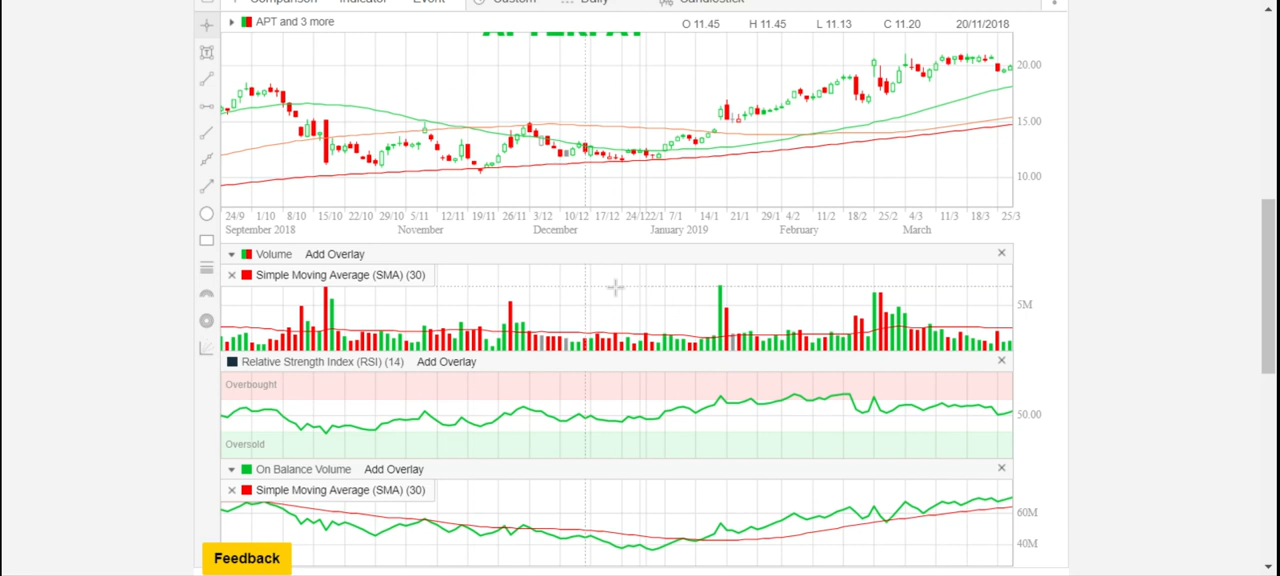 Comparison Indicator Event Custom Daily Candlestick
APT and 3 more O 11.45 H 11.45 L 11.13 C 11.20 20/11/2018
20.00
15.00
10.00
24/9 1/10 8/10 15/10 22/10 29/10 5/11 12/11 19/11 26/11 3/12 10/12 17/12 24/12 7/1 14/1 21/1 29/1 4/2 11/2 18/2 25/2 4/3 11/3 18/3 25/3
September 2018 November December January 2019 February March
Volume Add Overlay
Simple Moving Average (SMA) (30)
5M
Relative Strength Index (RSI) (14) Add Overlay
Overbought
50.00
Oversold
On Balance Volume Add Overlay
Simple Moving Average (SMA) (30)
60M
40M
Feedback